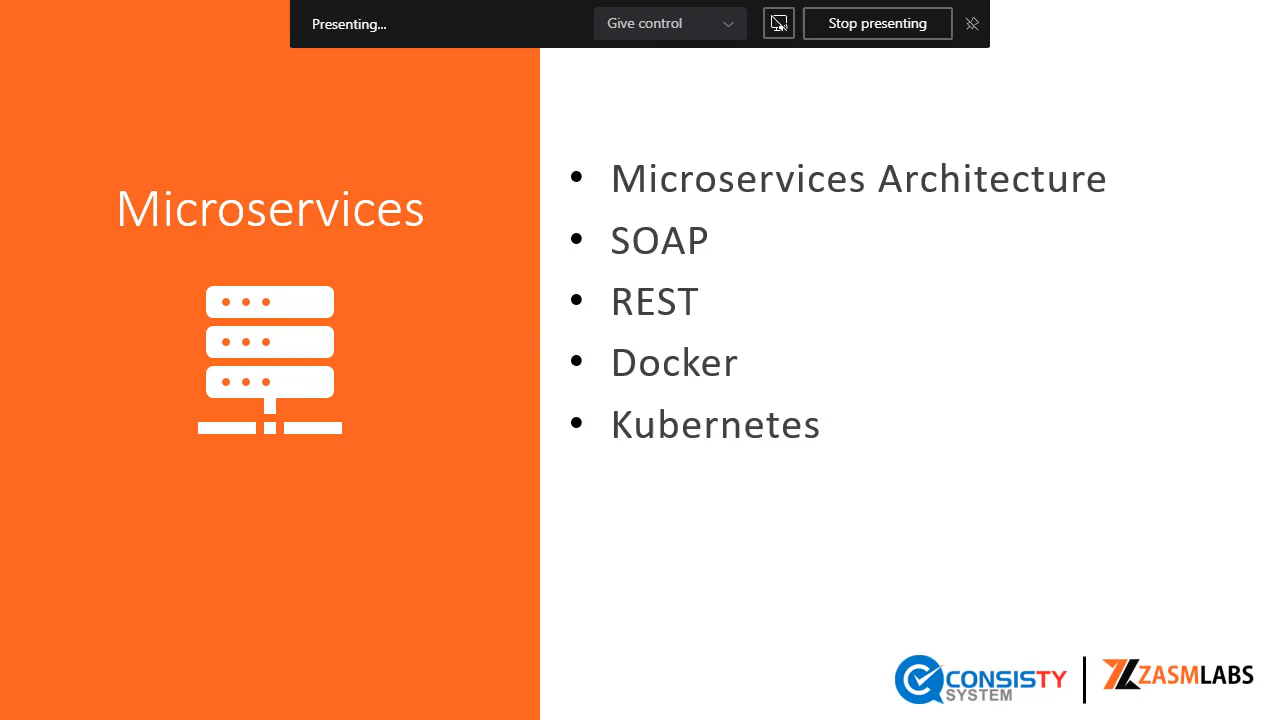 Presenting...
Give control
Stop presenting
Microservices
• Microservices Architecture
• SOAP
• REST
• Docker
• Kubernetes
CONSISTY
SYSTEM
ZASMLABS